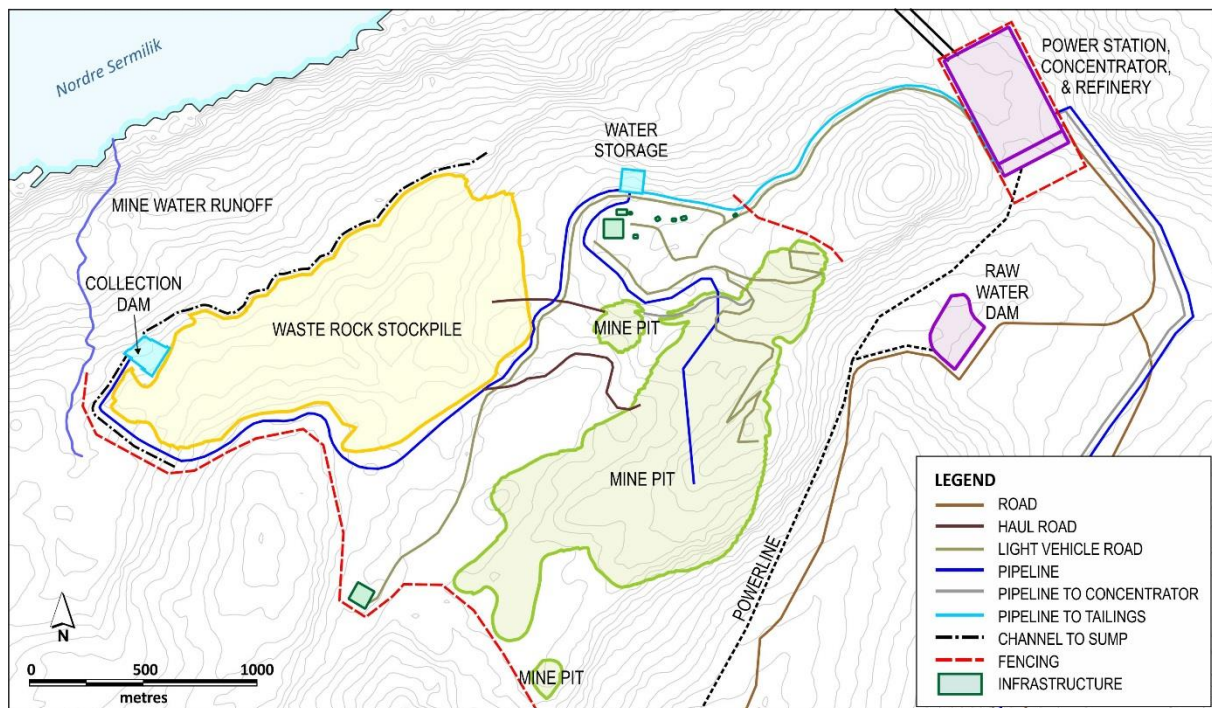 Nordre Sermilik
POWER STATION,
CONCENTRATOR,
& REFINERY
WATER
STORAGE
MINE WATER RUNOFF
COLLECTION
DAM
WASTE ROCK STOCKPILE
MINE PIT
RAW
WATER
DAM
MINE PIT
POWERLINE
MINE PIT
N
0 500 1000
metres
LEGEND
ROAD
HAUL ROAD
LIGHT VEHICLE ROAD
PIPELINE
PIPELINE TO CONCENTRATOR
PIPELINE TO TAILINGS
CHANNEL TO SUMP
FENCING
INFRASTRUCTURE